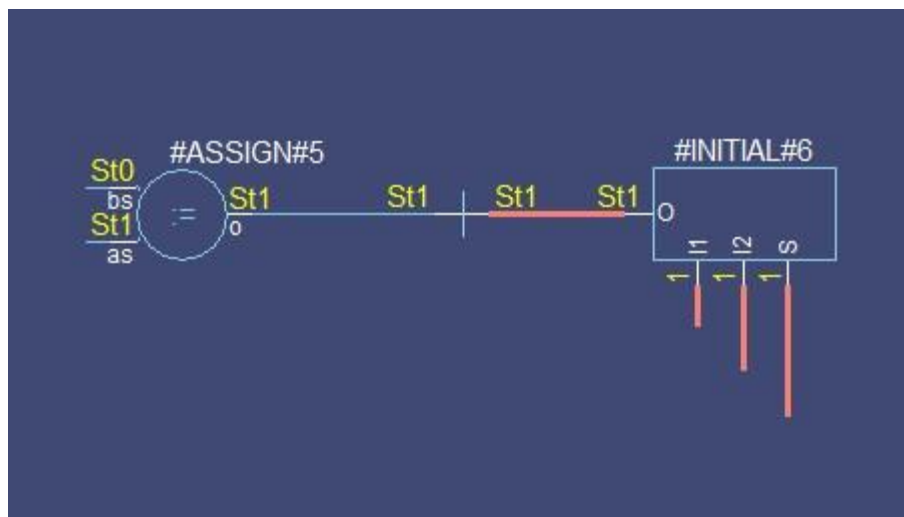 #ASSIGN#5
#INITIAL#6
St0
bs
St1
as
:=
St1
o
St1
St1
St1
O
I1
I2
S
1
1
1